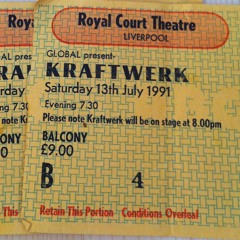 Royal Court Theatre
LIVERPOOL
GLOBAL present-
KRAFTWERK
Saturday 13th July 1991
Evening 7.30
Please note Kraftwerk will be on stage at 8.00pm
BALCONY
£9.00
B 4
Retain This Portion Conditions Overleaf